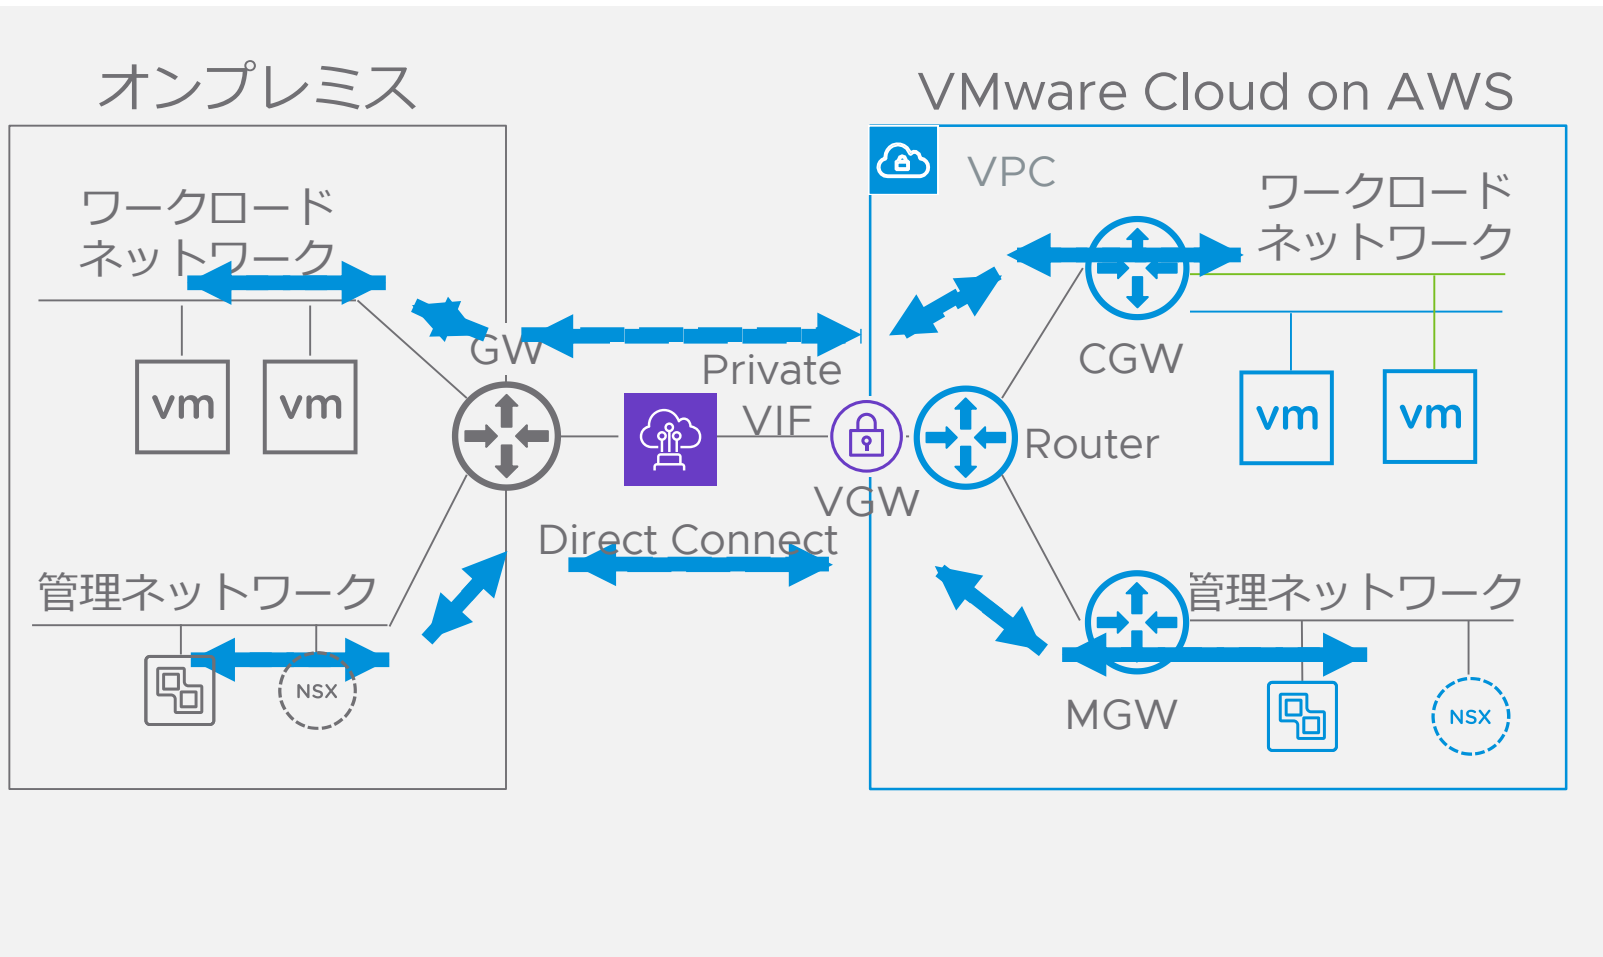 オンプレミス
VMware Cloud on AWS
ワークロード
ネットワーク
VPC
ワークロード
ネットワーク
GW
Private
VIF
CGW
vm
vm
vm
vm
Router
VGW
Direct Connect
管理ネットワーク
管理ネットワーク
NSX
MGW
NSX